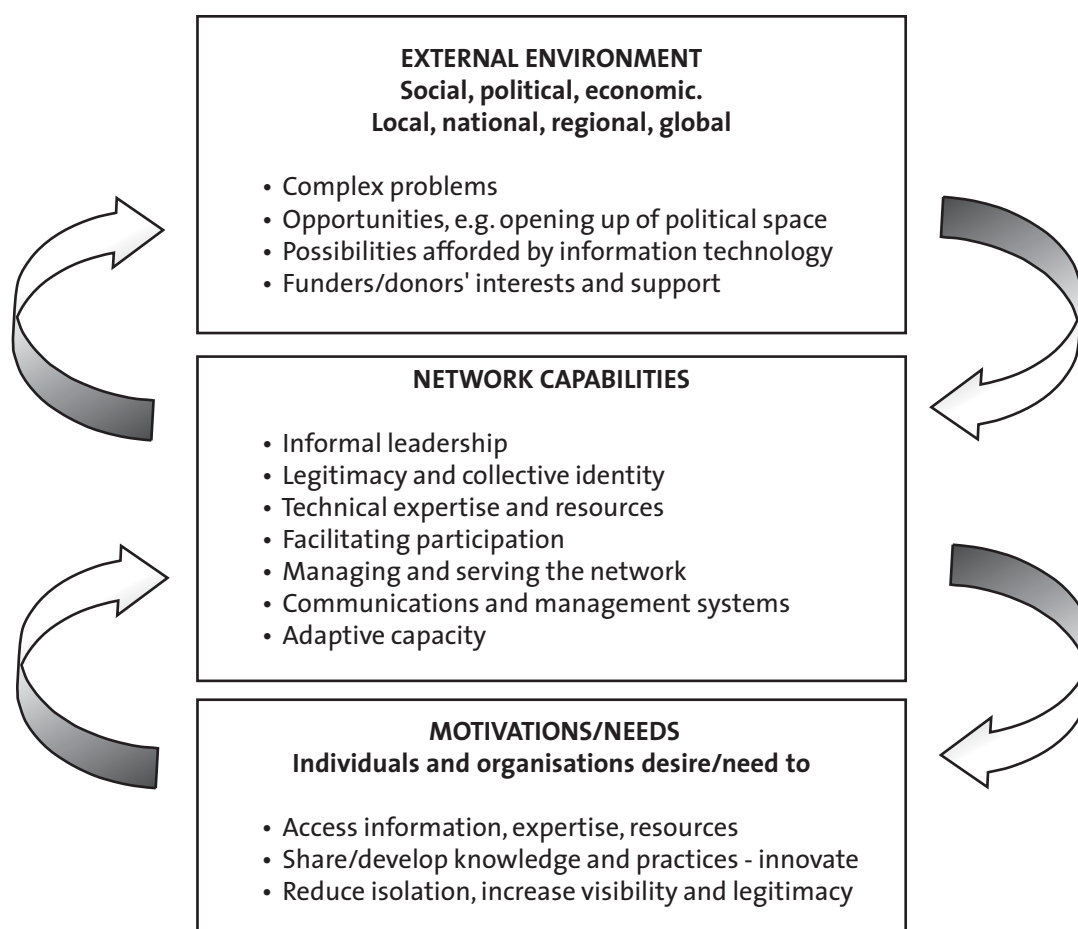 EXTERNAL ENVIRONMENT
Social, political, economic.
Local, national, regional, global
• Complex problems
• Opportunities, e.g. opening up of political space
• Possibilities afforded by information technology
• Funders/donors' interests and support
NETWORK CAPABILITIES
• Informal leadership
• Legitimacy and collective identity
• Technical expertise and resources
• Facilitating participation
• Managing and serving the network
• Communications and management systems
• Adaptive capacity
MOTIVATIONS/NEEDS
Individuals and organisations desire/need to
• Access information, expertise, resources
• Share/develop knowledge and practices - innovate
• Reduce isolation, increase visibility and legitimacy